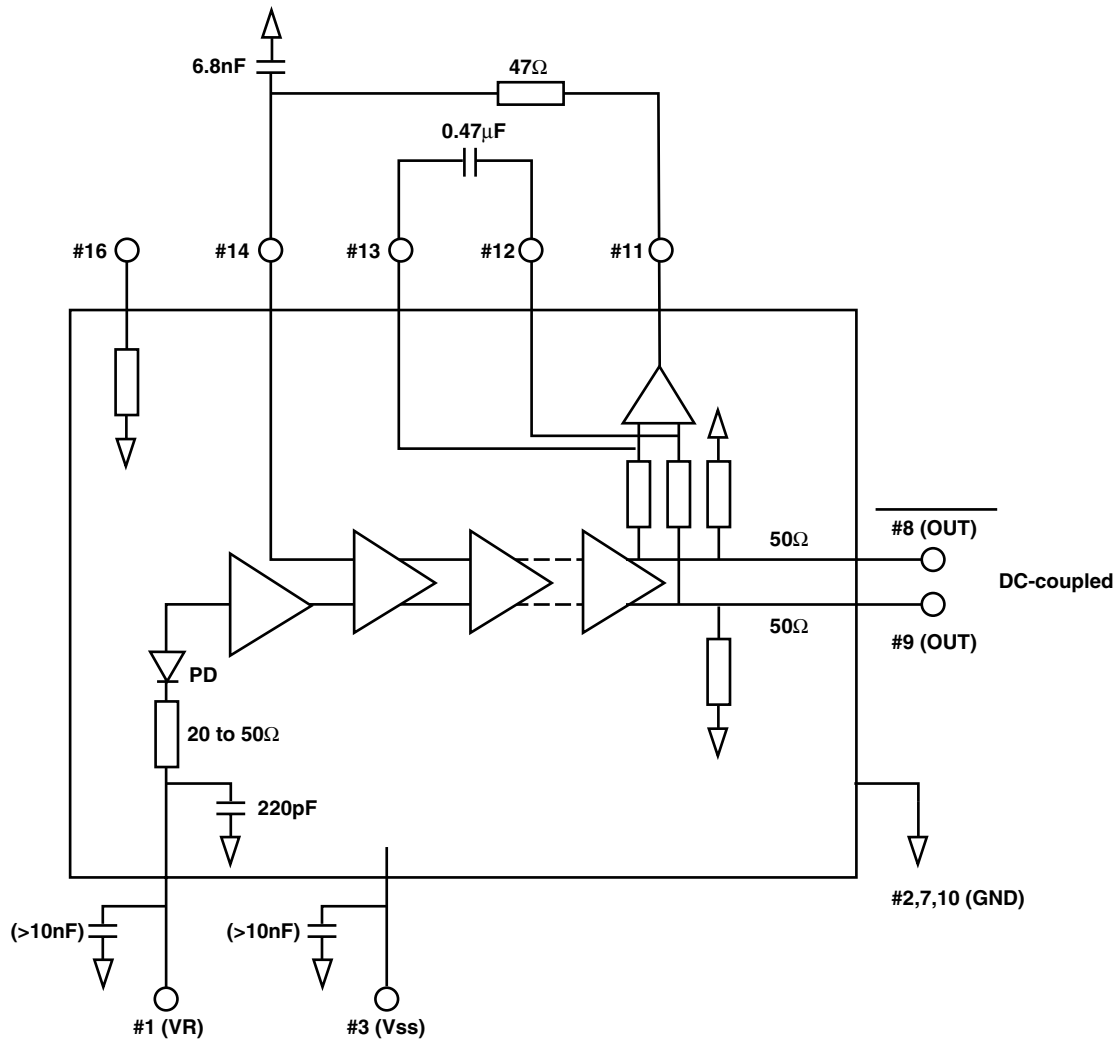 6.8nF
47Ω
0.47µF
#16
#14
#13
#12
#11
50Ω
#8 (OUT)
DC-coupled
50Ω
#9 (OUT)
PD
20 to 50Ω
220pF
#2,7,10 (GND)
(>10nF)
(>10nF)
#1 (VR)
#3 (Vss)